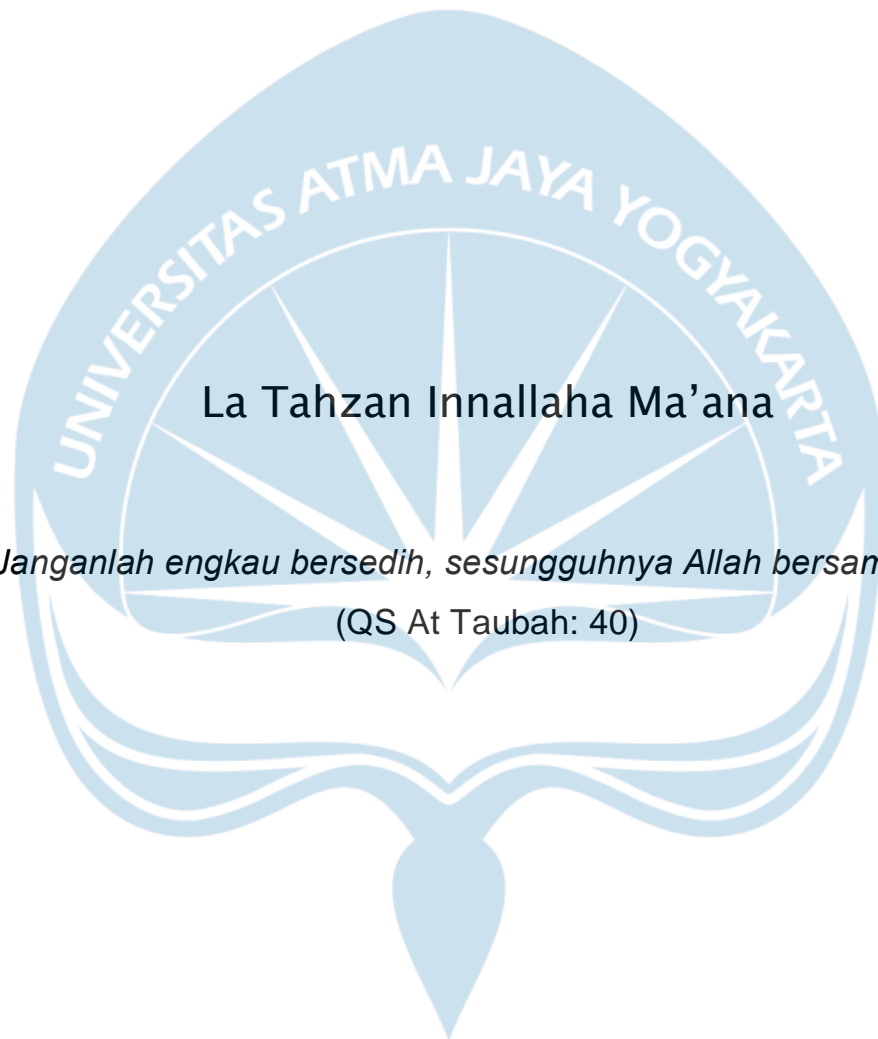 UNIVERSITAS ATMA JAYA YOGYAKARTA
La Tahzan Innallaha Ma’ana
Janganlah engkau bersedih, sesungguhnya Allah
(QS At Taubah: 40)